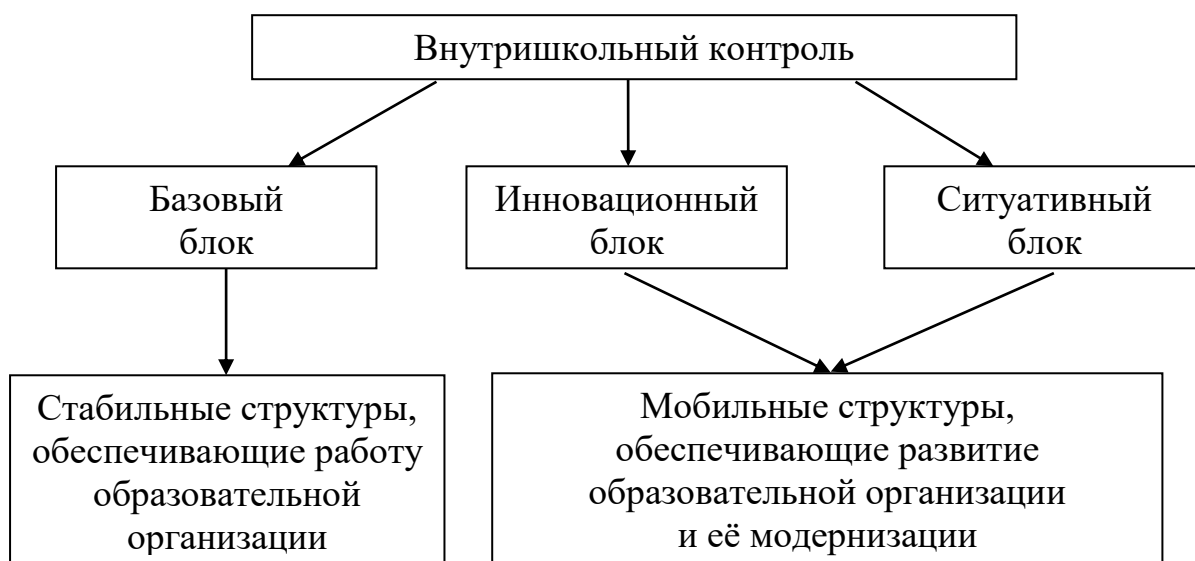 Внутришкольный контроль
Базовый
блок
Инновационный
блок
Ситуативный
блок
Стабильные структуры,
обеспечивающие работу
образовательной
организации
Мобильные структуры,
обеспечивающие развитие
образовательной организации
и её модернизации